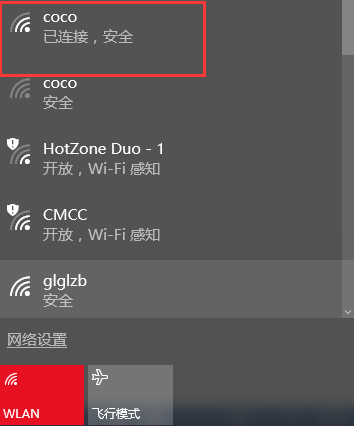 coco
已连接，安全
coco
安全
HotZone Duo - 1
开放，Wi-Fi 感知
CMCC
开放，Wi-Fi 感知
glglzb
安全
网络设置
WLAN
飞行模式